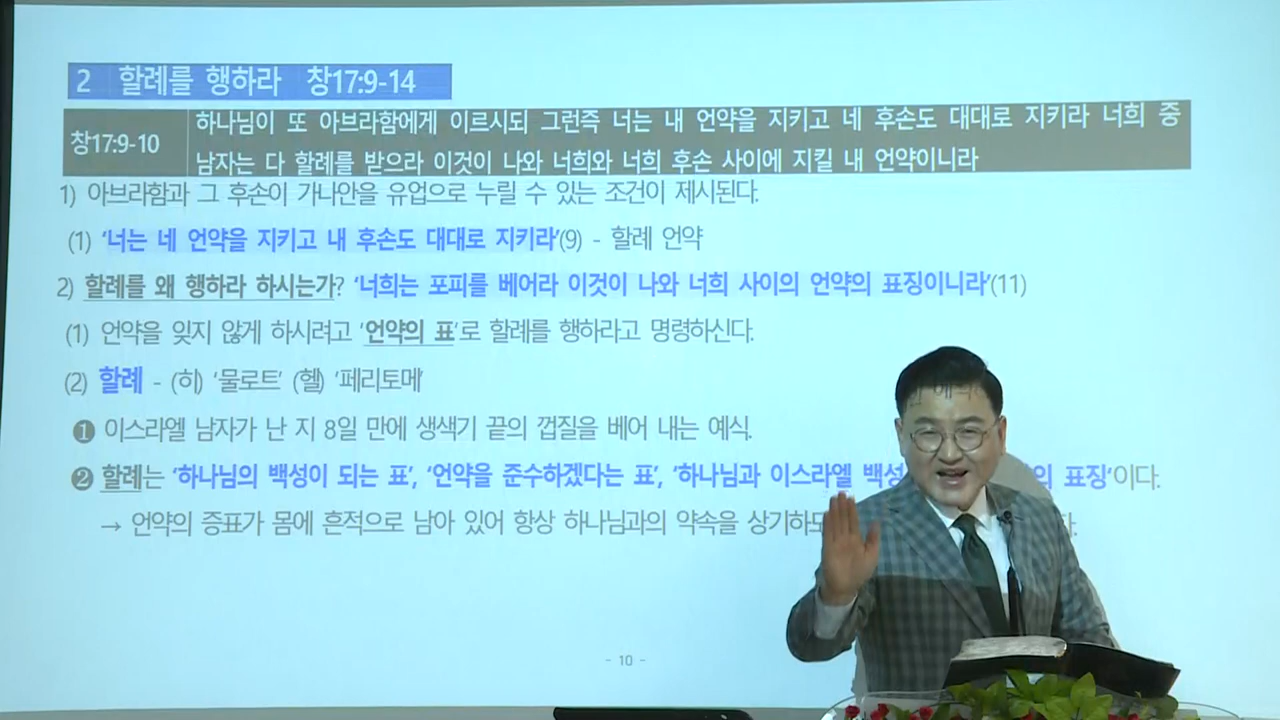 2 할례를 행하라 창17:9-14
창17:9-10
하나님이 또 아브라함에게 이르시되 그런즉 너는 내 언약을 지키고 네 후손도 대대로 지키라 너희 중
남자는 다 할례를 받으라 이것이 나와 너희와 너희 후손 사이에 지킬 내 언약이니라
1) 아브라함과 그 후손이 가나안을 유업으로 누릴 수 있는 조건이 제시된다.
(1) ‘너는 네 언약을 지키고 내 후손도 대대로 지키라’(9) - 할례 언약
2) 할례를 왜 행하라 하시는가? ‘너희는 포피를 베어라 이것이 나와 너희 사이의 언약의 표징이니라’(11)
(1) 언약을 잊지 않게 하시려고 ‘언약의 표’로 할례를 행하라고 명령하신다.
(2) 할례 - (히) ‘물로트’ (헬) ‘페리토메’
❶ 이스라엘 남자가 난 지 8일 만에 생색기 끝의 껍질을 베어 내는 예식.
❷ 할례는 ‘하나님의 백성이 되는 표’, ‘언약을 준수하겠다는 표’, ‘하나님과 이스라엘 백성 의 표징’이다.
→ 언약의 증표가 몸에 흔적으로 남아 있어 항상 하나님과의 약속을 상기하
- 10 -